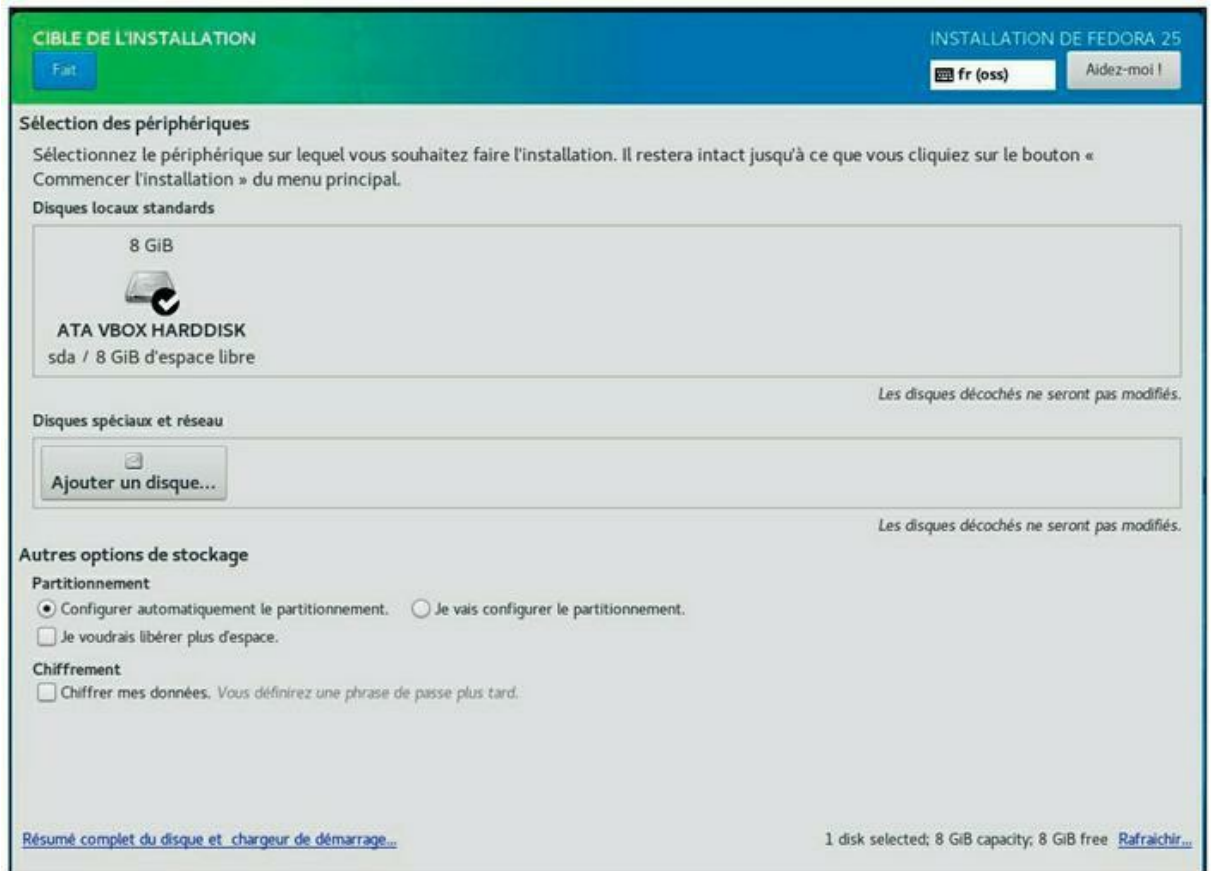 CIBLE DE L'INSTALLATION
INSTALLATION DE FEDORA 25
Fait
fr (oss)
Aidez-moi !
Sélection des périphériques
Sélectionnez le périphérique sur lequel vous souhaitez faire l'installation. Il restera intact jusqu'à ce que vous cliquiez sur le bouton «
Commencer l'installation » du menu principal.
Disques locaux standards
8 GiB
ATA VBOX HARDDISK
sda / 8 GiB d'espace libre
Les disques décochés ne seront pas modifiés.
Disques spéciaux et réseau
Ajouter un disque...
Les disques décochés ne seront pas modifiés.
Autres options de stockage
Partitionnement
Configurer automatiquement le partitionnement. Je vais configurer le partitionnement.
Je voudrais libérer plus d'espace.
Chiffrement
Chiffrer mes données. Vous définirez une phrase de passe plus tard.
Résumé complet du disque et chargeur de démarrage...
1 disk selected; 8 GiB capacity; 8 GiB free Rafraichir...